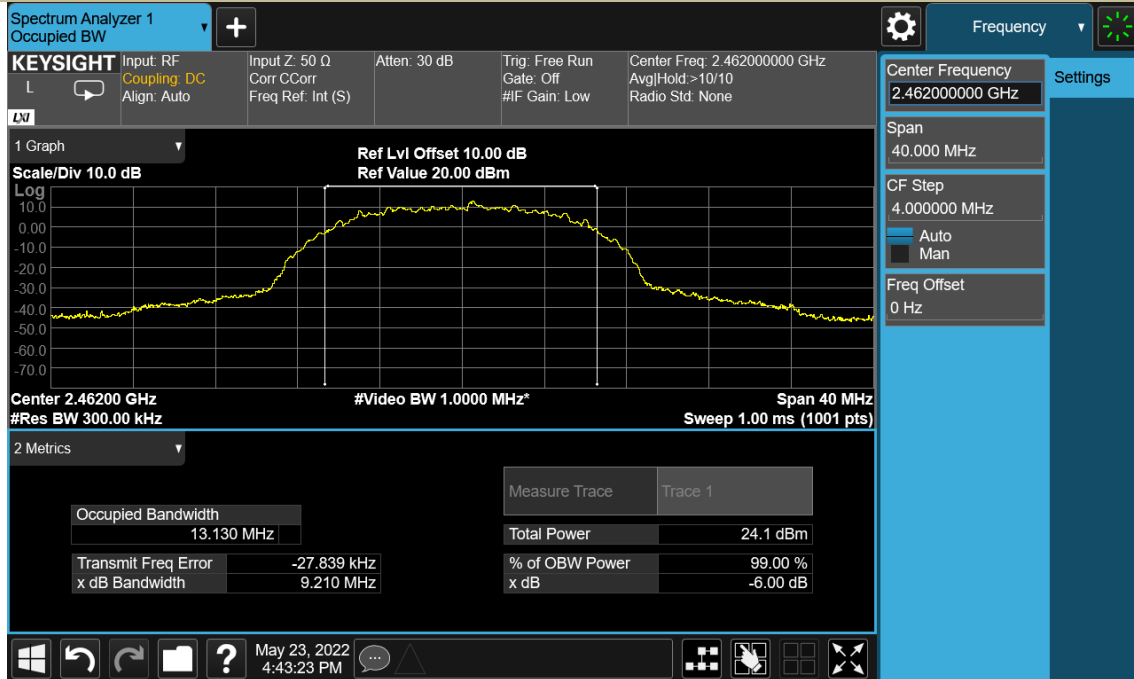 Spectrum Analyzer 1
Occupied BW
+
Frequency
KEYSIGHT
L
LXI
Input: RF
Coupling: DC
Align: Auto
Input Z: 50 Ω
Corr CCorr
Freq Ref: Int (S)
Atten: 30 dB
Trig: Free Run
Gate: Off
#IF Gain: Low
Center Freq: 2.462000000 GHz
Avg|Hold:>10/10
Radio Std: None
Center Frequency
2.462000000 GHz
Settings
Span
40.000 MHz
CF Step
4.000000 MHz
Auto
Man
Freq Offset
0 Hz
1 Graph
Scale/Div 10.0 dB
Ref Lvl Offset 10.00 dB
Ref Value 20.00 dBm
Log
10.0
0.00
-10.0
-20.0
-30.0
-40.0
-50.0
-60.0
-70.0
Center 2.46200 GHz
#Video BW 1.0000 MHz*
Span 40 MHz
#Res BW 300.00 kHz
Sweep 1.00 ms (1001 pts)
2 Metrics
Measure Trace
Trace 1
Occupied Bandwidth
13.130 MHz
Total Power
24.1 dBm
Transmit Freq Error
-27.839 kHz
% of OBW Power
99.00 %
x dB Bandwidth
9.210 MHz
x dB
-6.00 dB
?
May 23, 2022
4:43:23 PM